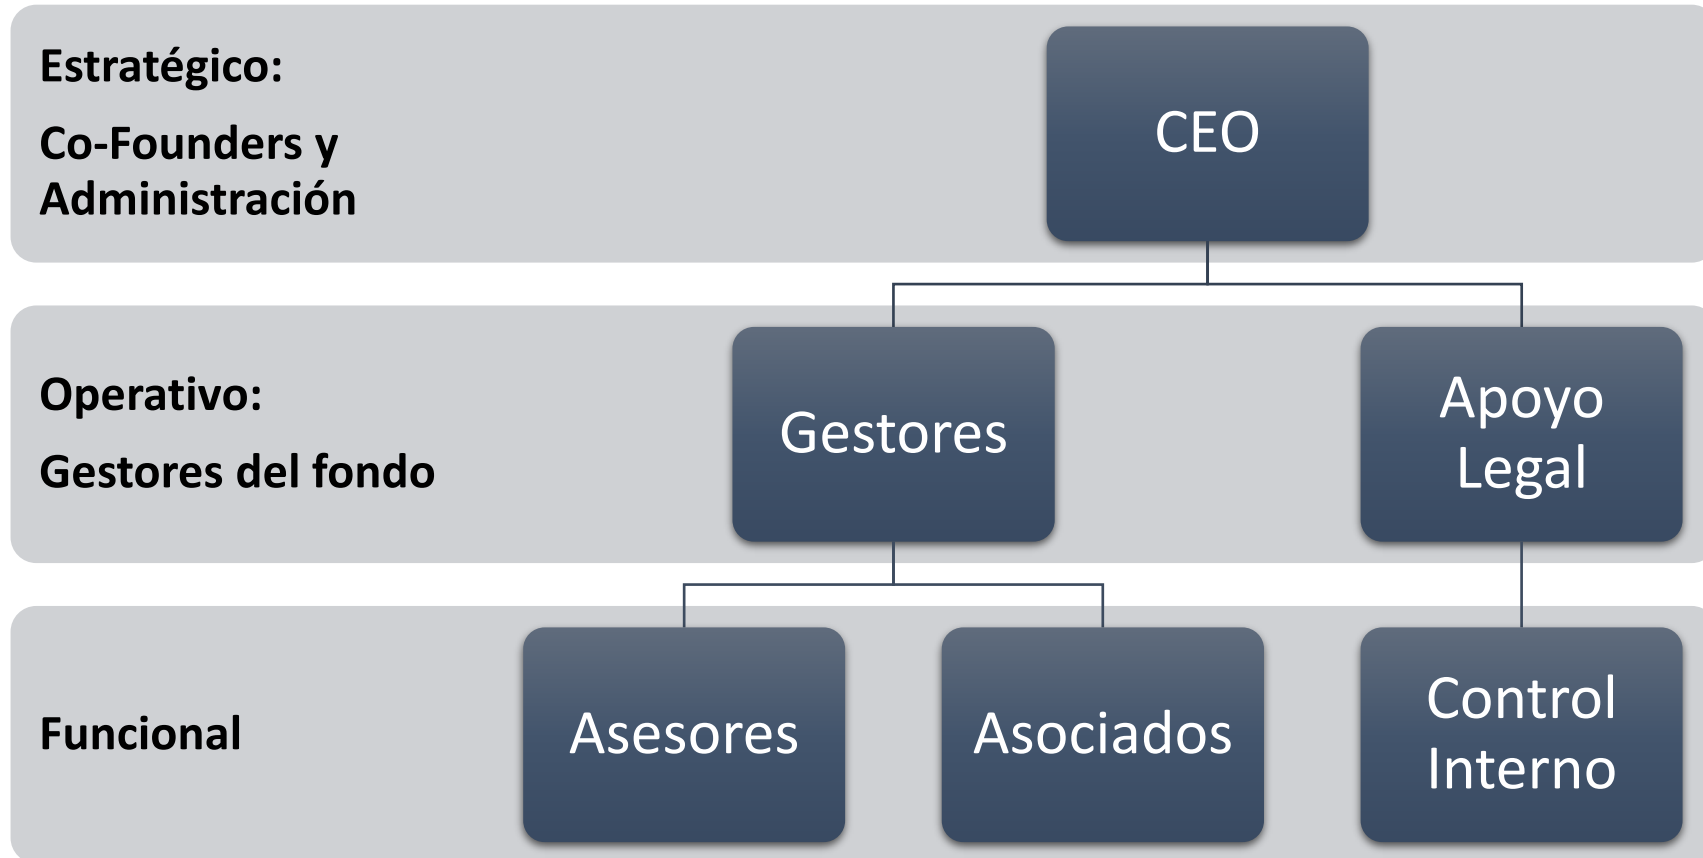 Estratégico:
Co-Founders y
Administración
CEO
Operativo:
Gestores del fondo
Gestores
Apoyo
Legal
Funcional
Asesores
Asociados
Control
Interno